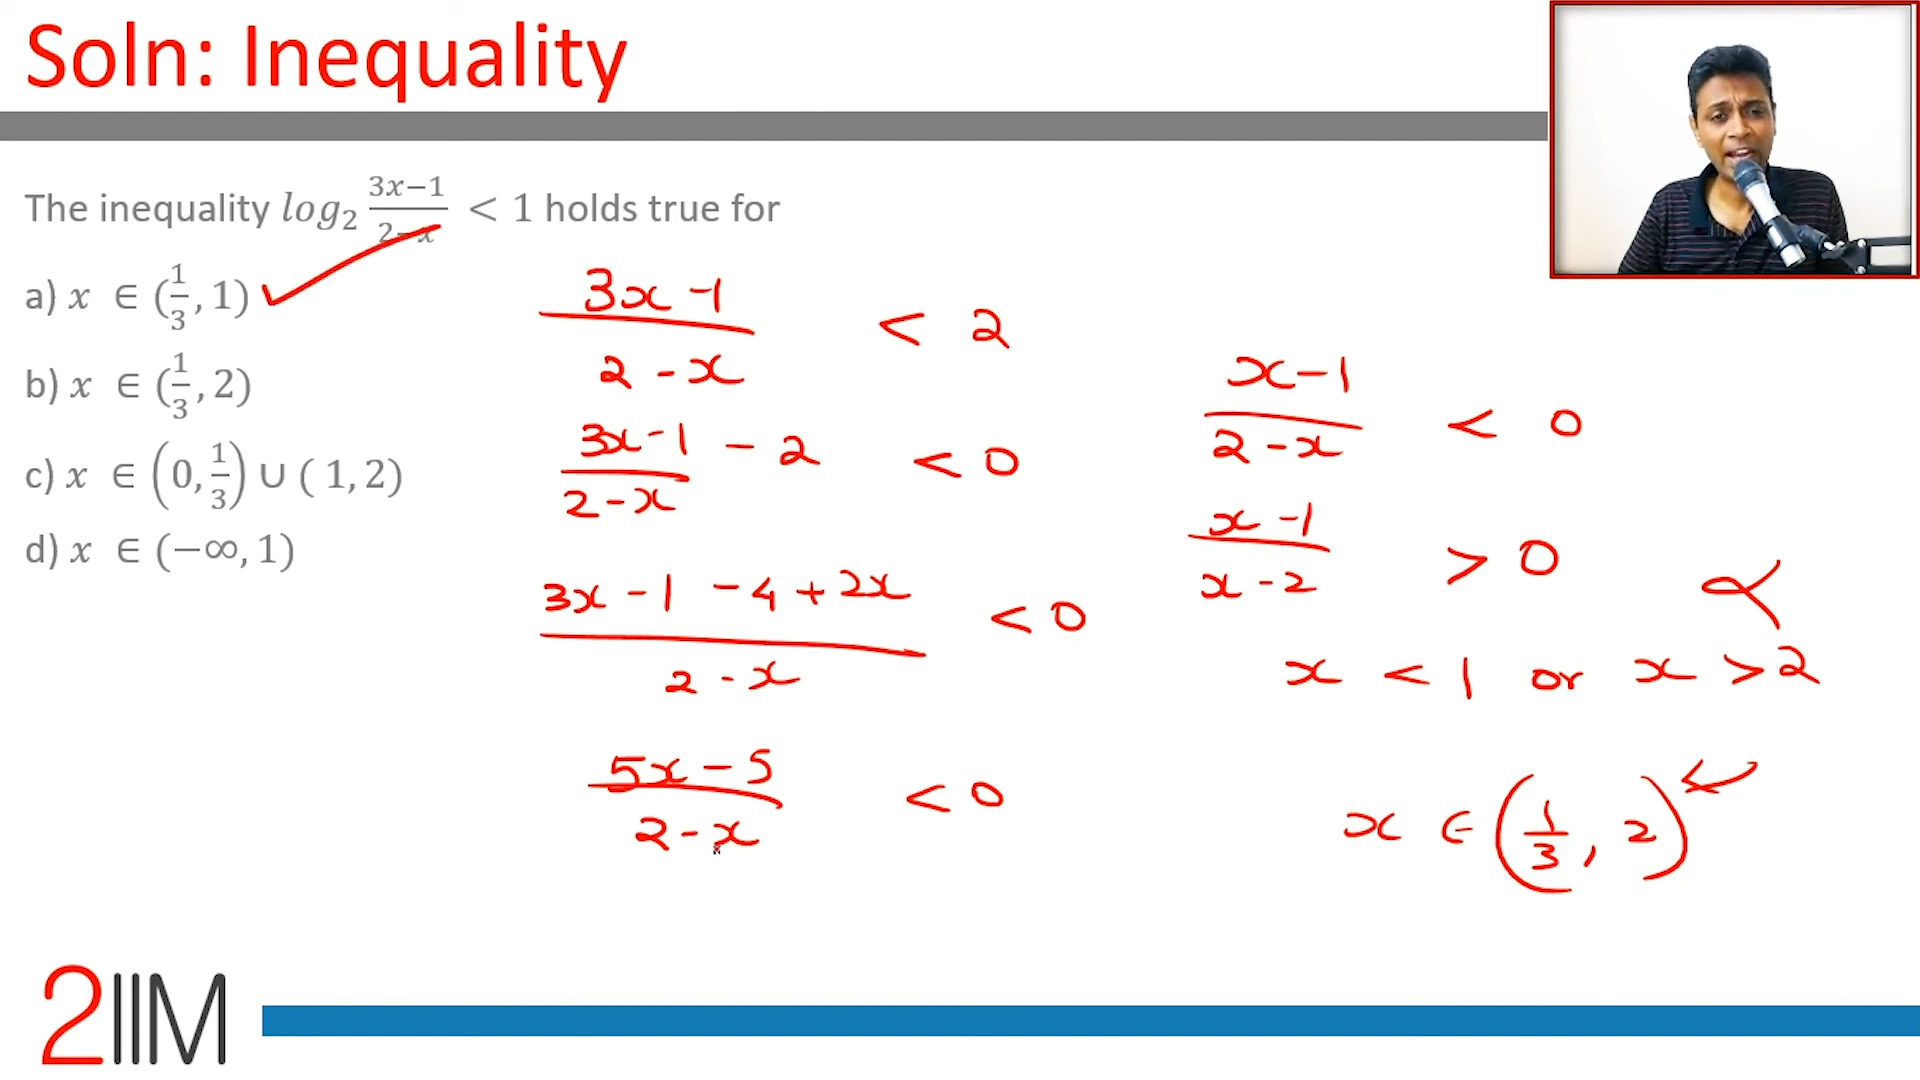 Soln: Inequality
The inequality log₂ (3x−1)/(2−x) < 1 holds true for
a) x ∈ (1/3, 1)
b) x ∈ (1/3, 2)
c) x ∈ (0, 1/3) ∪ ( 1, 2)
d) x ∈ (−∞, 1)
(3x − 1)/(2 − x) < 2
(3x − 1)/(2 − x) − 2 < 0
(3x − 1 − 4 + 2x)/(2 − x) < 0
(5x − 5)/(2 − x) < 0
(x − 1)/(2 − x) < 0
(x − 1)/(x − 2) > 0
x < 1 or x > 2
x ∈ (1/3, 2)
2IIM